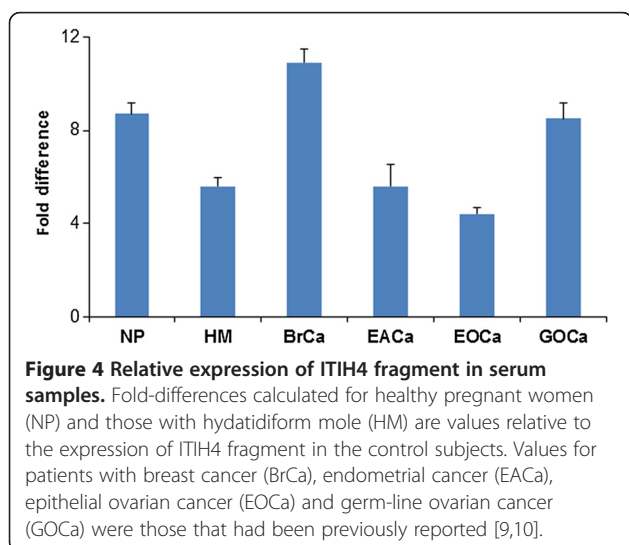 12
8
4
0
Fold difference
NP HM BrCa EACa EOCa GOCa
Figure 4 Relative expression of ITIH4 fragment in serum
samples. Fold-differences calculated for healthy pregnant women
(NP) and those with hydatidiform mole (HM) are values relative to
the expression of ITIH4 fragment in the control subjects. Values for
patients with breast cancer (BrCa), endometrial cancer (EACa),
epithelial ovarian cancer (EOCa) and germ-line ovarian cancer
(GOCa) were those that had been previously reported [9,10].